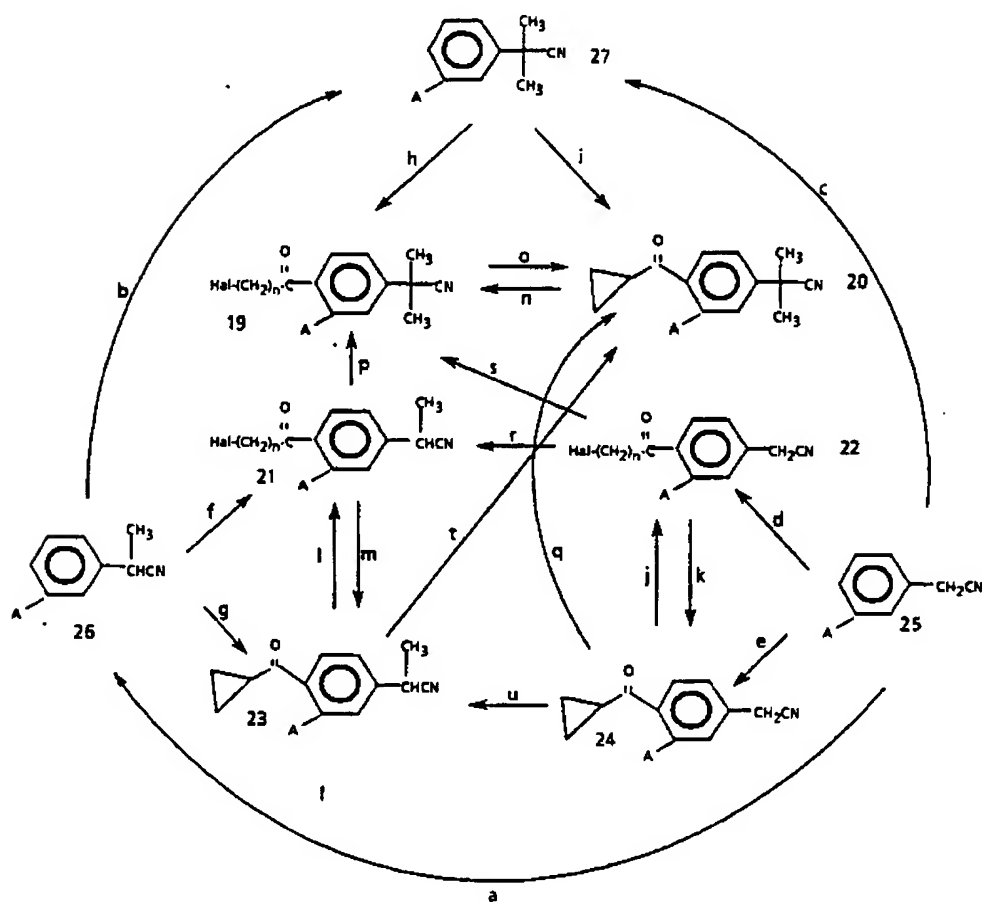 CH3
CN 27
A
CH3
h i
c
b
O CH3 o O CH3
Hal-(CH2)n-C CN n CN 20
19 A CH3 A CH3
p s
O CH3 O
Hal-(CH2)n-C CHCN r Hal-(CH2)n-C CH2CN 22
21 A A
f t d
CH3 l m q j k
CHCN CH2CN
A 26 g A 25
e
O CH3 O
CHCN u CH2CN
23 A 24 A
a